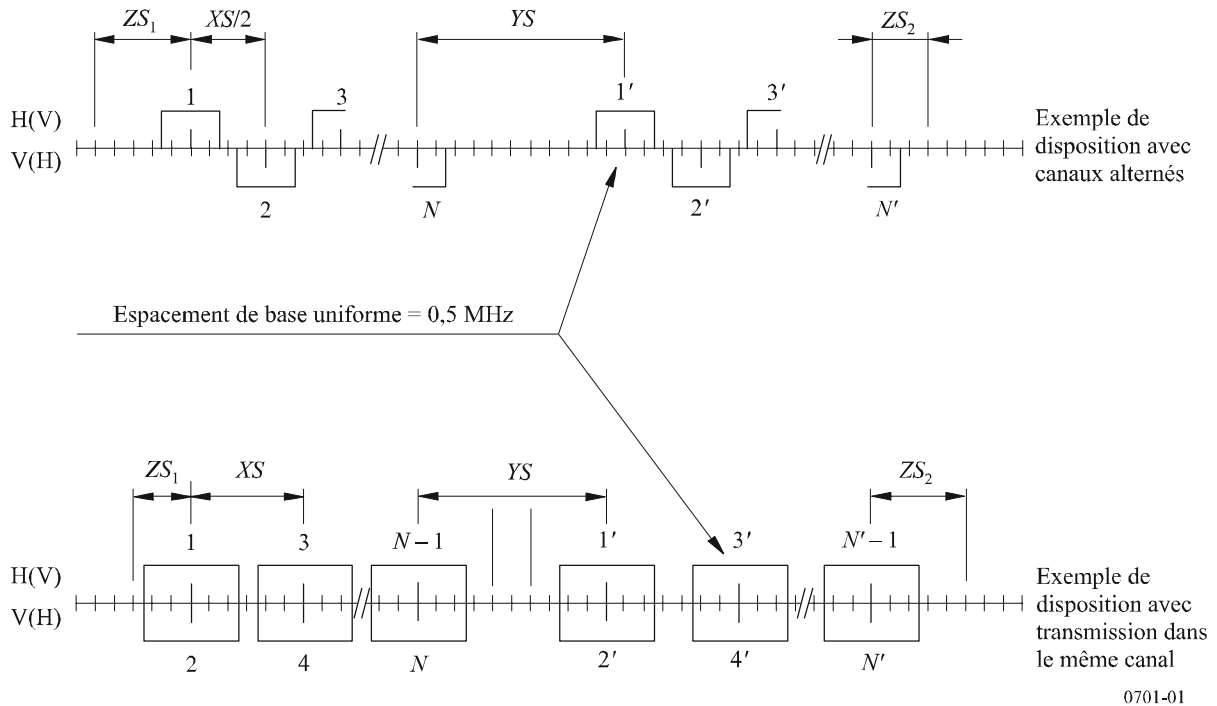 ZS₁ XS/2 YS ZS₂
1 3 1′ 3′
H(V)
V(H)
2 N 2′ N′
Exemple de
disposition avec
canaux alternés
Espacement de base uniforme = 0,5 MHz
ZS₁ XS YS ZS₂
1 3 N – 1 1′ 3′ N′ – 1
H(V)
V(H)
2 4 N 2′ 4′ N′
Exemple de
disposition avec
transmission dans
le même canal
0701-01